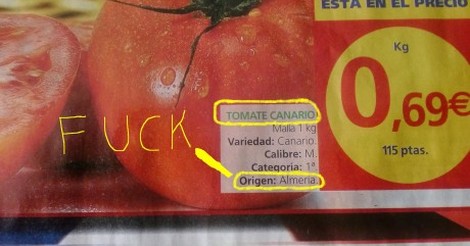 ESTÁ EN EL PRECIO
Kg
0,69€
115 ptas.
TOMATE CANARIO
Malla 1 kg
Variedad: Canario.
Calibre: M.
Categoría: 1ª
Origen: Almería.
FUCK